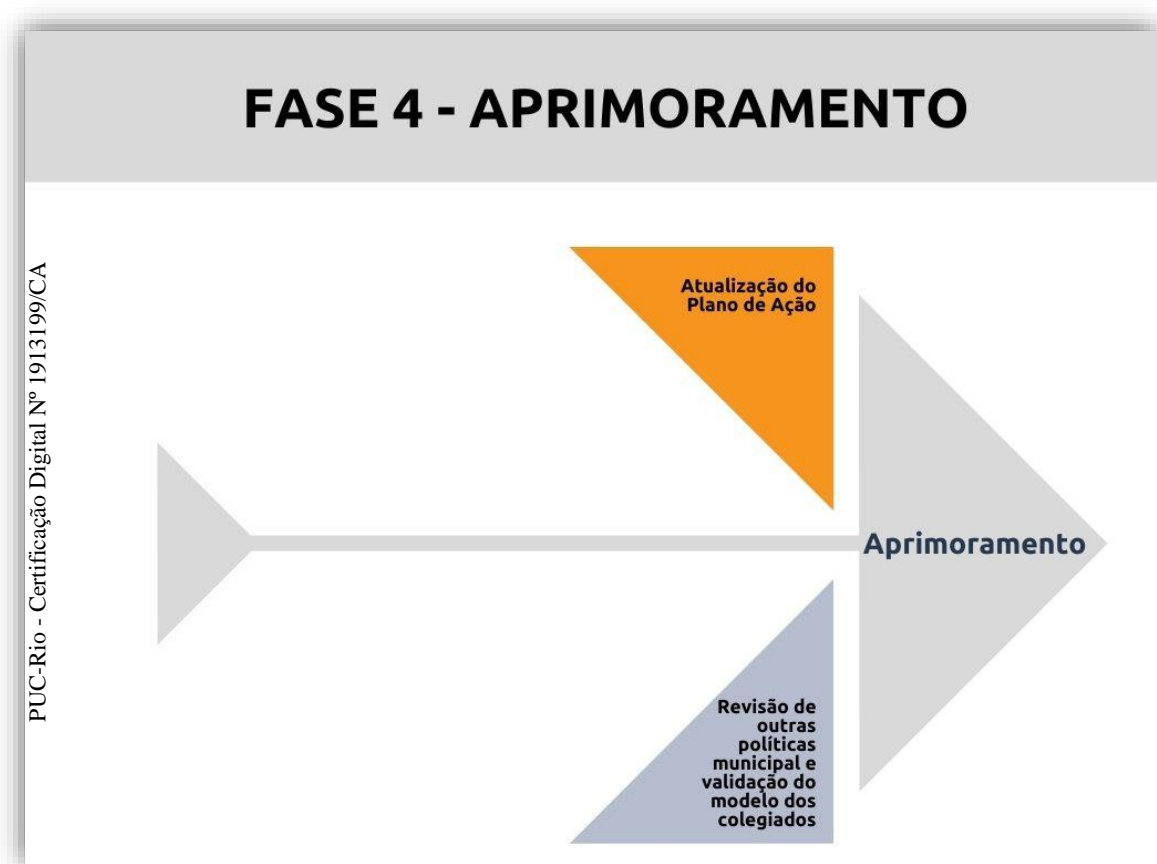 FASE 4 - APRIMORAMENTO
PUC-Rio - Certificação Digital Nº 1913199/CA
Atualização do
Plano de Ação
Aprimoramento
Revisão de
outras
políticas
municipal e
validação do
modelo dos
colegiados